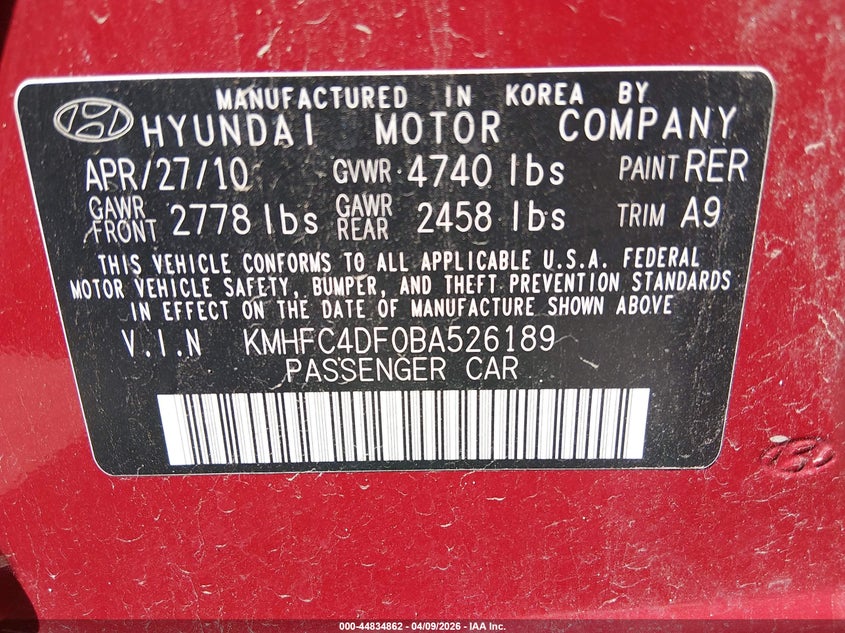 MANUFACTURED IN KOREA BY
HYUNDAI MOTOR COMPANY
APR/27/10 GVWR 4740 lbs PAINT RER
GAWR FRONT 2778 lbs GAWR REAR 2458 lbs TRIM A9
THIS VEHICLE CONFORMS TO ALL APPLICABLE U.S.A. FEDERAL
MOTOR VEHICLE SAFETY, BUMPER, AND THEFT PREVENTION STANDARDS
IN EFFECT ON THE DATE OF MANUFACTURE SHOWN ABOVE
V.I.N KMHFC4DF0BA526189
PASSENGER CAR
000-44834862 - 04/09/2026 - IAA Inc.